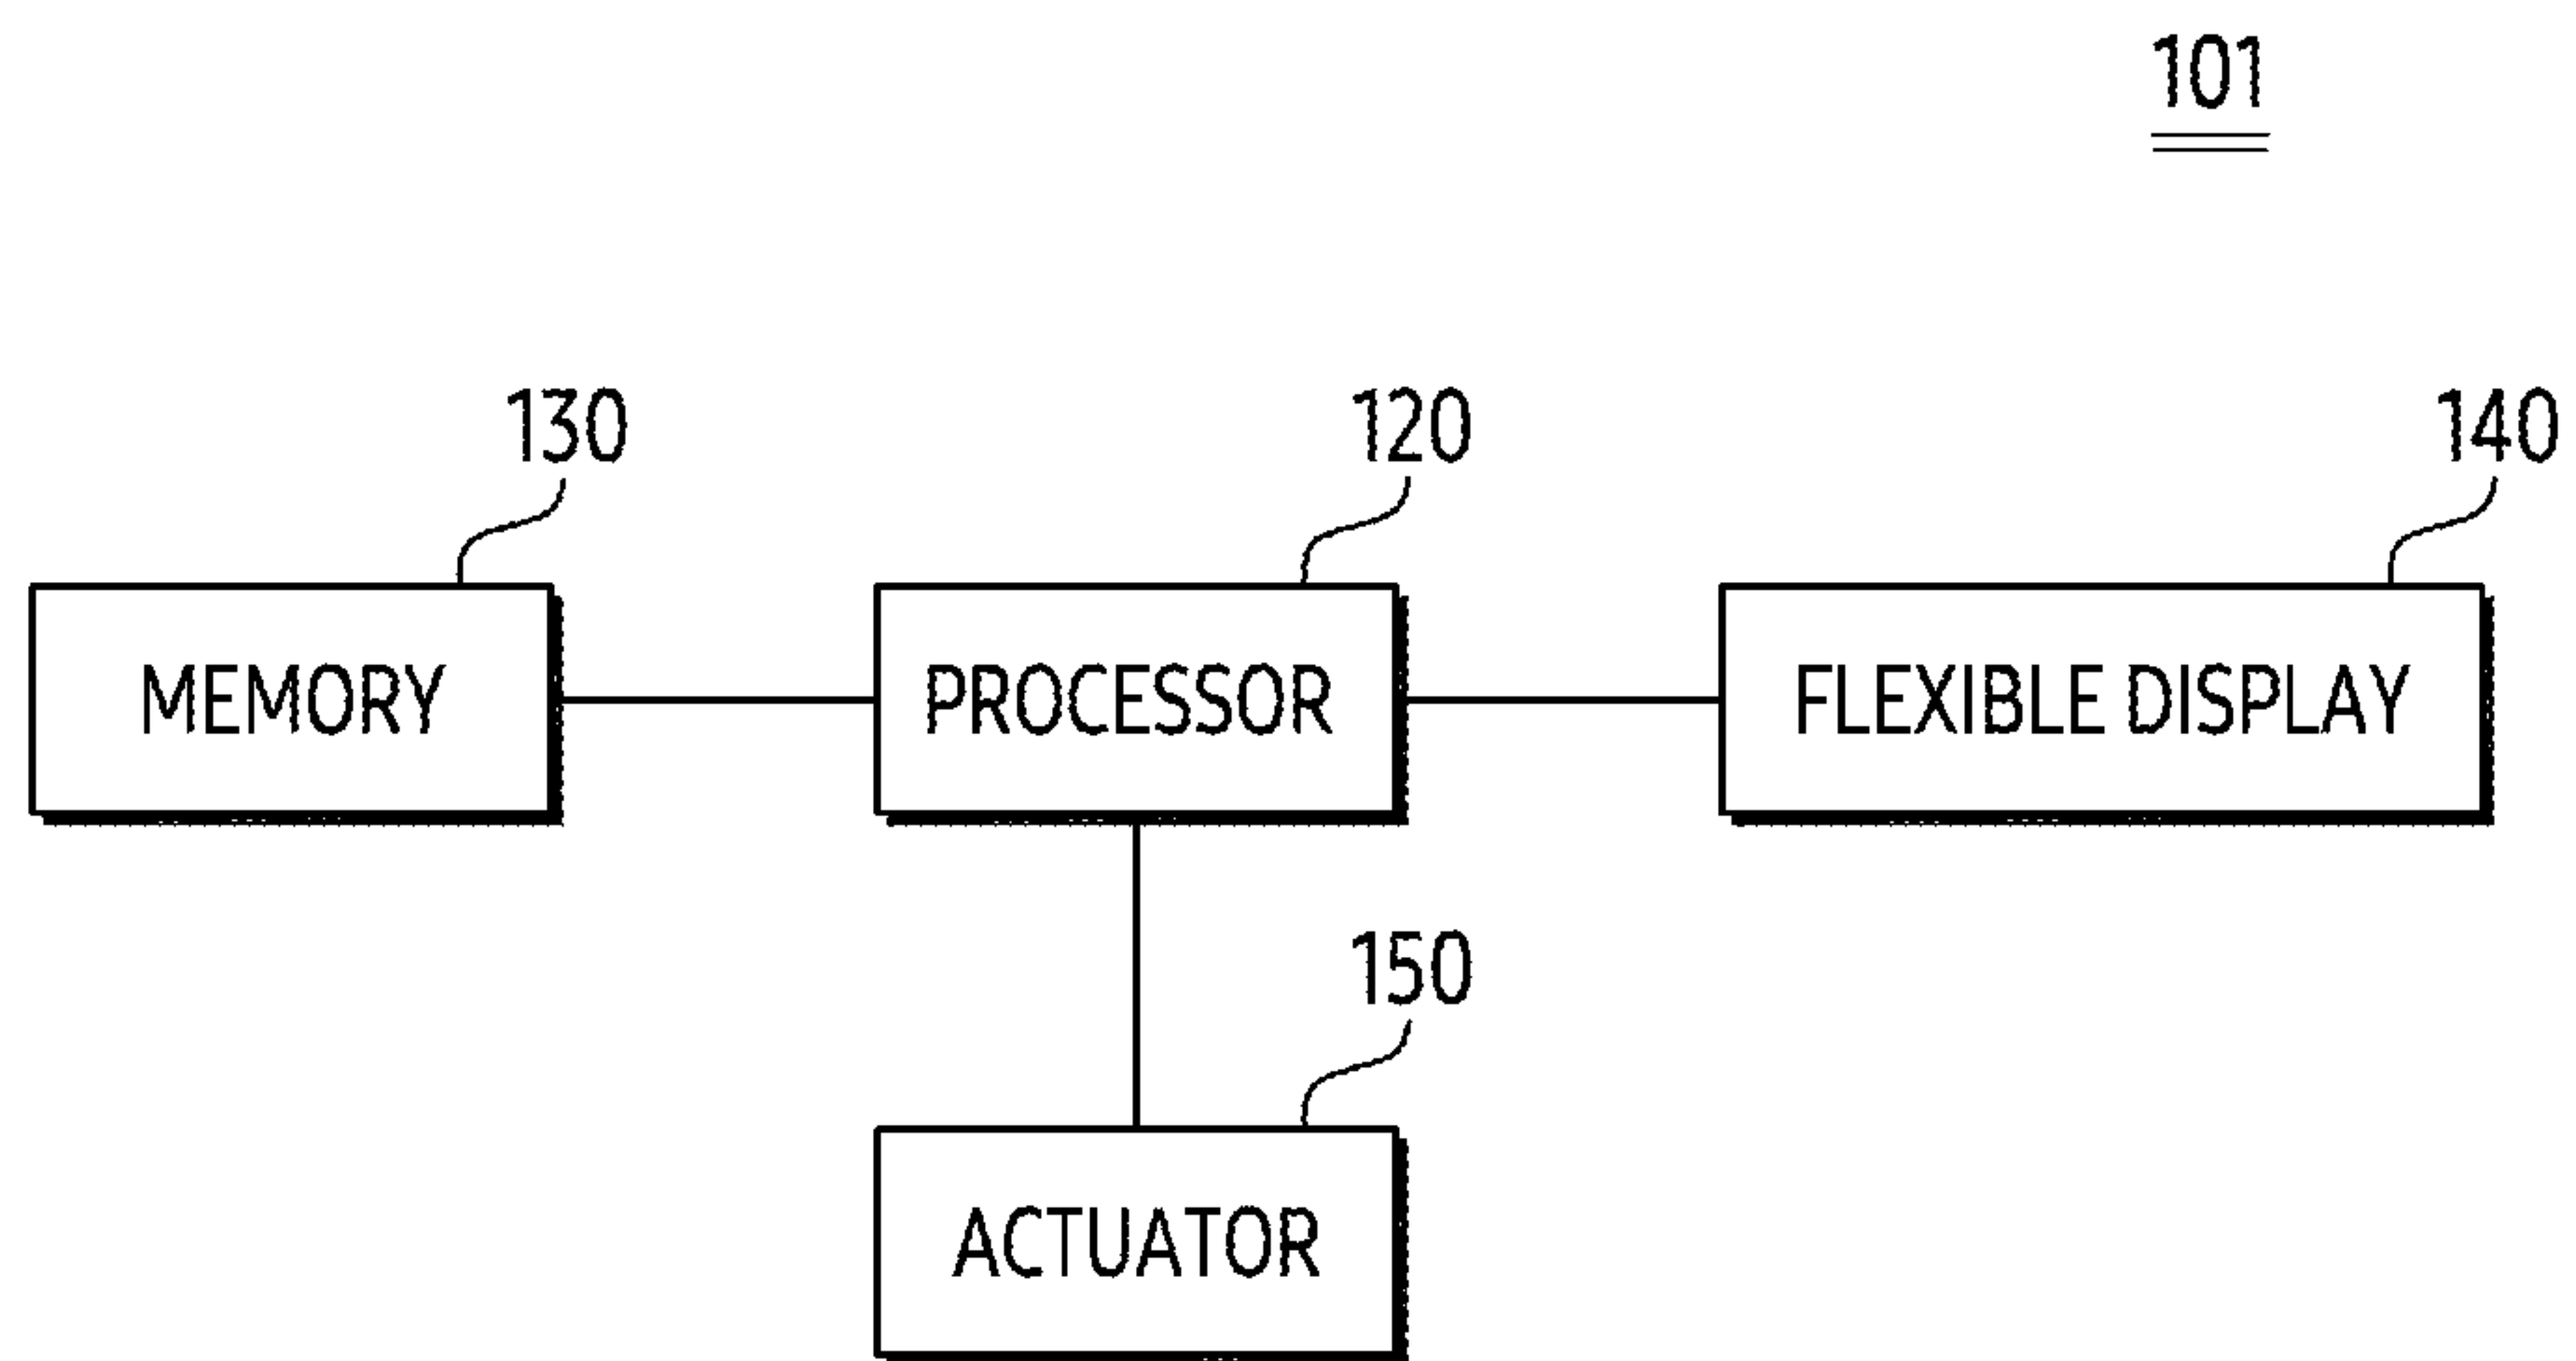 101
130
120
140
MEMORY
PROCESSOR
FLEXIBLE DISPLAY
150
ACTUATOR